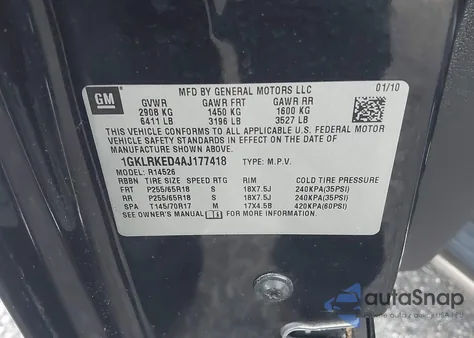 GM
MFD BY GENERAL MOTORS LLC 01/10
GVWR GAWR FRT GAWR RR
2908 KG 1450 KG 1600 KG
6411 LB 3196 LB 3527 LB
THIS VEHICLE CONFORMS TO ALL APPLICABLE U.S. FEDERAL MOTOR
VEHICLE SAFETY STANDARDS AND THEFT PREVENTION STANDARDS IN
EFFECT ON THE DATE OF MANUFACTURE SHOWN ABOVE.
1GKLRKED4AJ177418 TYPE: M.P.V.
MODEL: R14526
RBBN TIRE SIZE SPEED RTG RIM COLD TIRE PRESSURE
FRT P255/65R18 S 18X7.5J 240KPA(35PSI)
RR P255/65R18 S 18X7.5J 240KPA(35PSI)
SPA T145/70R17 M 17X4.5B 420KPA(60PSI)
SEE OWNER'S MANUAL FOR MORE INFORMATION.
autoSnap